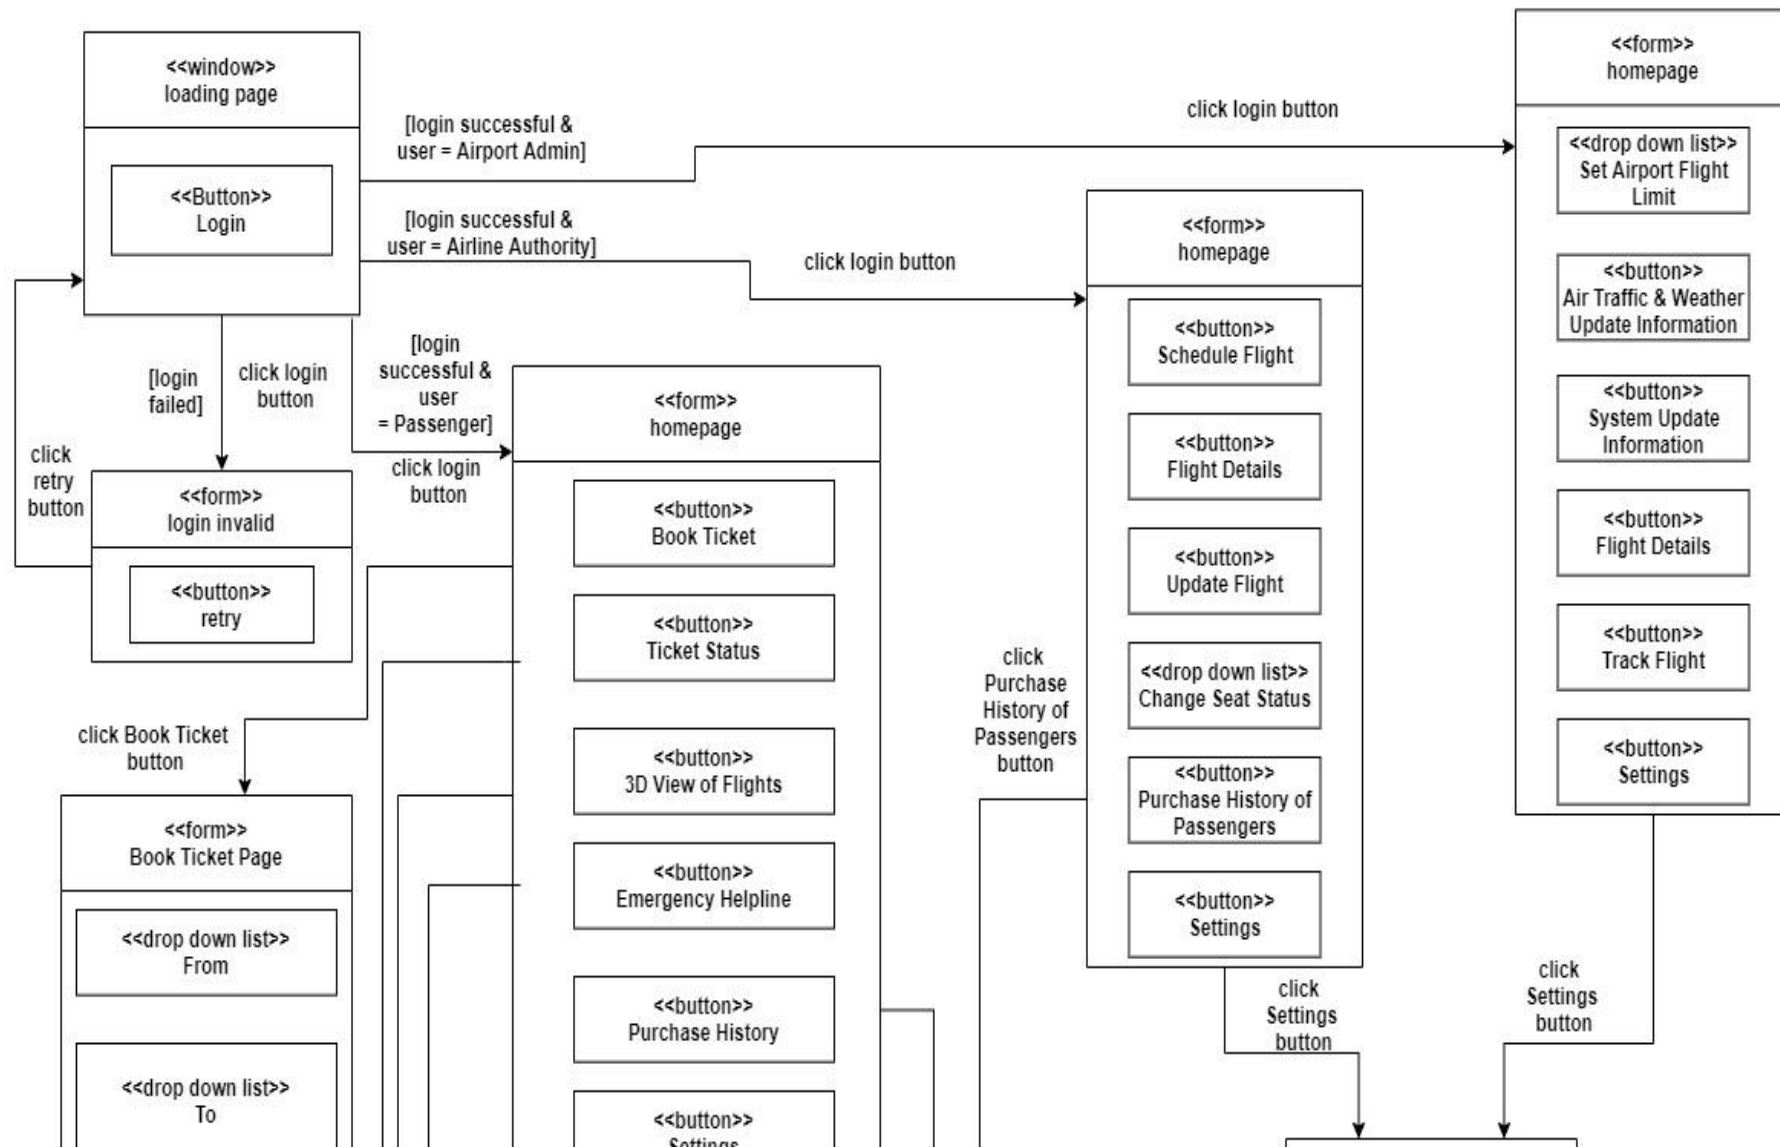 <<window>>
loading page
<<Button>>
Login
[login successful &
user = Airport Admin]
click login button
[login successful &
user = Airline Authority]
click login button
[login
failed]
click login
button
[login
successful &
user
= Passenger]
click login
button
click
retry
button
<<form>>
login invalid
<<button>>
retry
<<form>>
homepage
<<button>>
Book Ticket
<<button>>
Ticket Status
<<button>>
3D View of Flights
<<button>>
Emergency Helpline
<<button>>
Purchase History
<<button>>
Settings
click Book Ticket
button
<<form>>
Book Ticket Page
<<drop down list>>
From
<<drop down list>>
To
<<form>>
homepage
<<button>>
Schedule Flight
<<button>>
Flight Details
<<button>>
Update Flight
<<drop down list>>
Change Seat Status
<<button>>
Purchase History of
Passengers
<<button>>
Settings
click
Purchase
History of
Passengers
button
click
Settings
button
<<form>>
homepage
<<drop down list>>
Set Airport Flight
Limit
<<button>>
Air Traffic & Weather
Update Information
<<button>>
System Update
Information
<<button>>
Flight Details
<<button>>
Track Flight
<<button>>
Settings
click
Settings
button